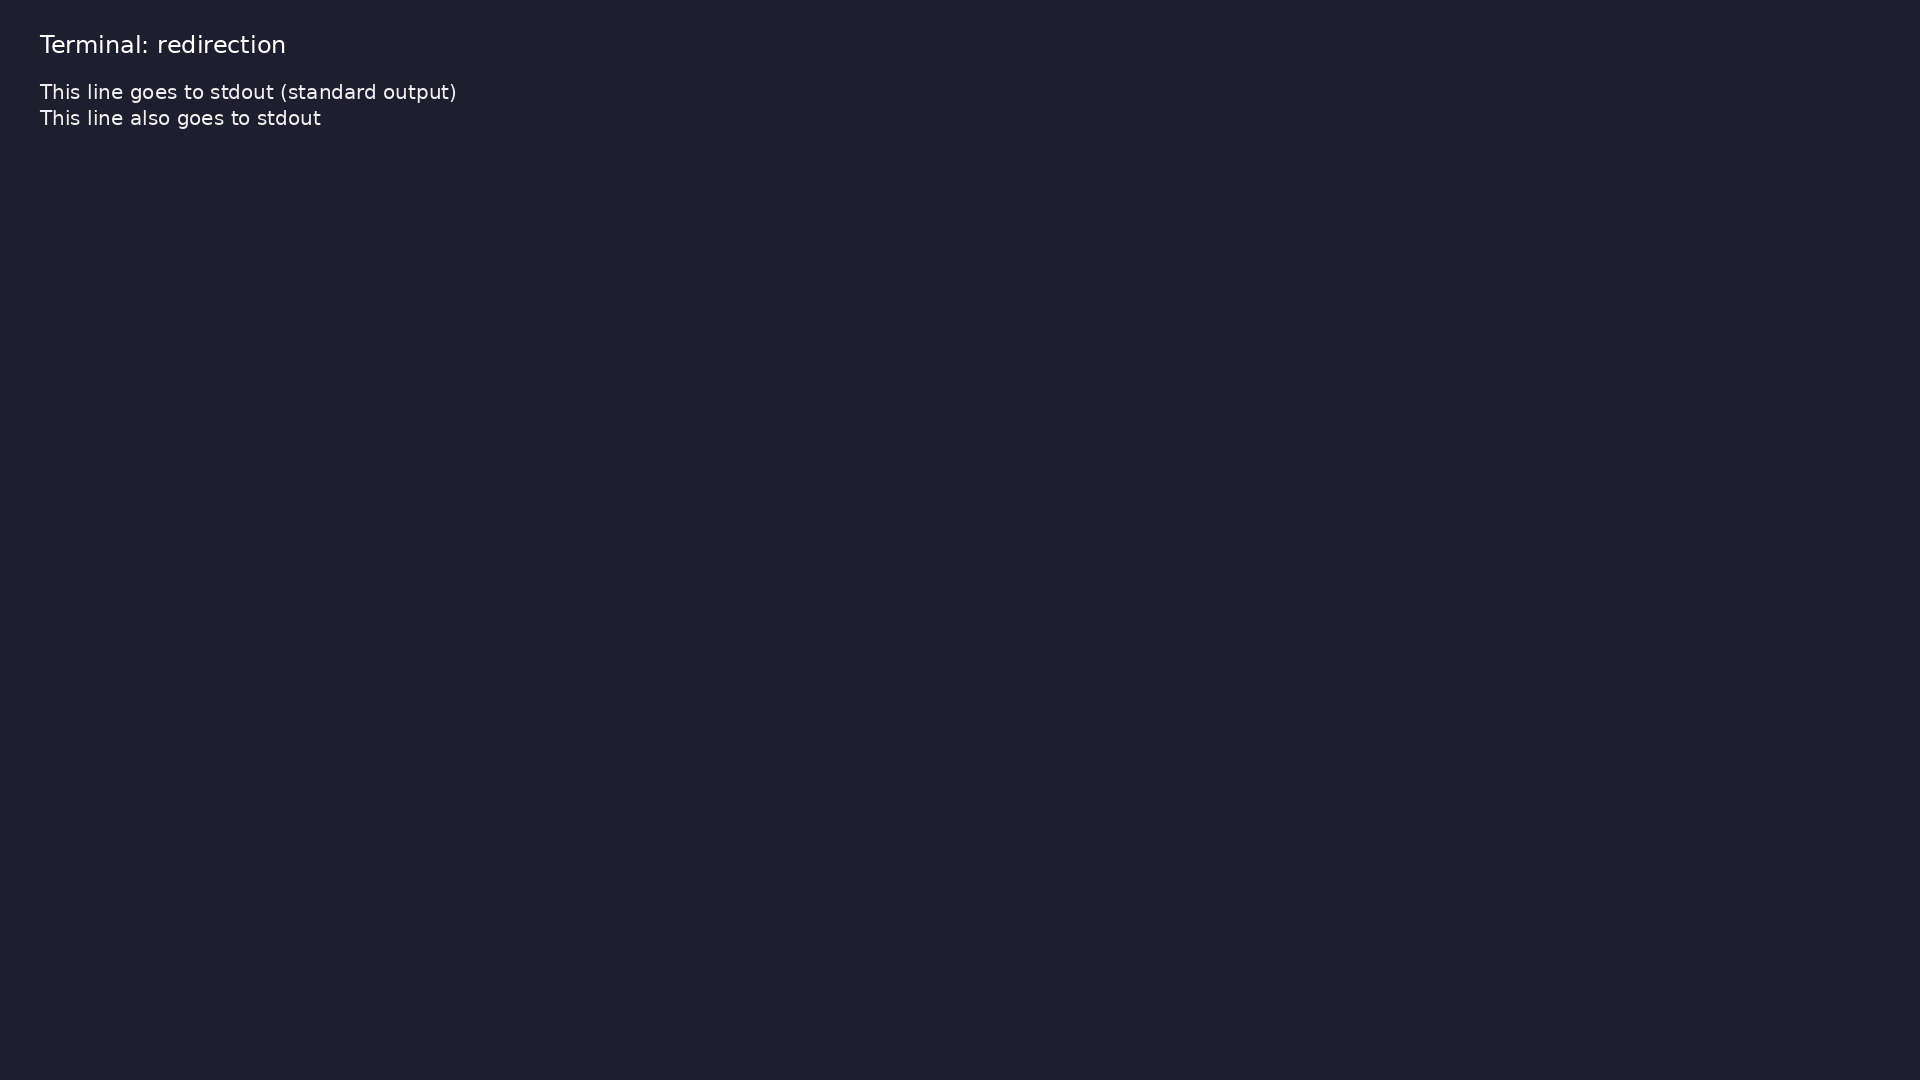 Terminal: redirection
This line goes to stdout (standard output)
This line also goes to stdout